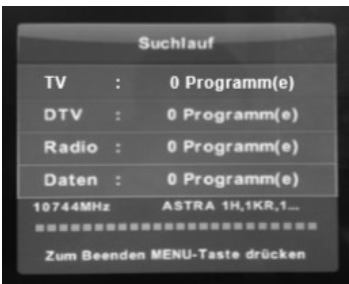 Suchlauf
TV : 0 Programm(e)
DTV : 0 Programm(e)
Radio : 0 Programm(e)
Daten : 0 Programm(e)
10744MHz ASTRA 1H,1KR,1...
Zum Beenden MENU-Taste drücken